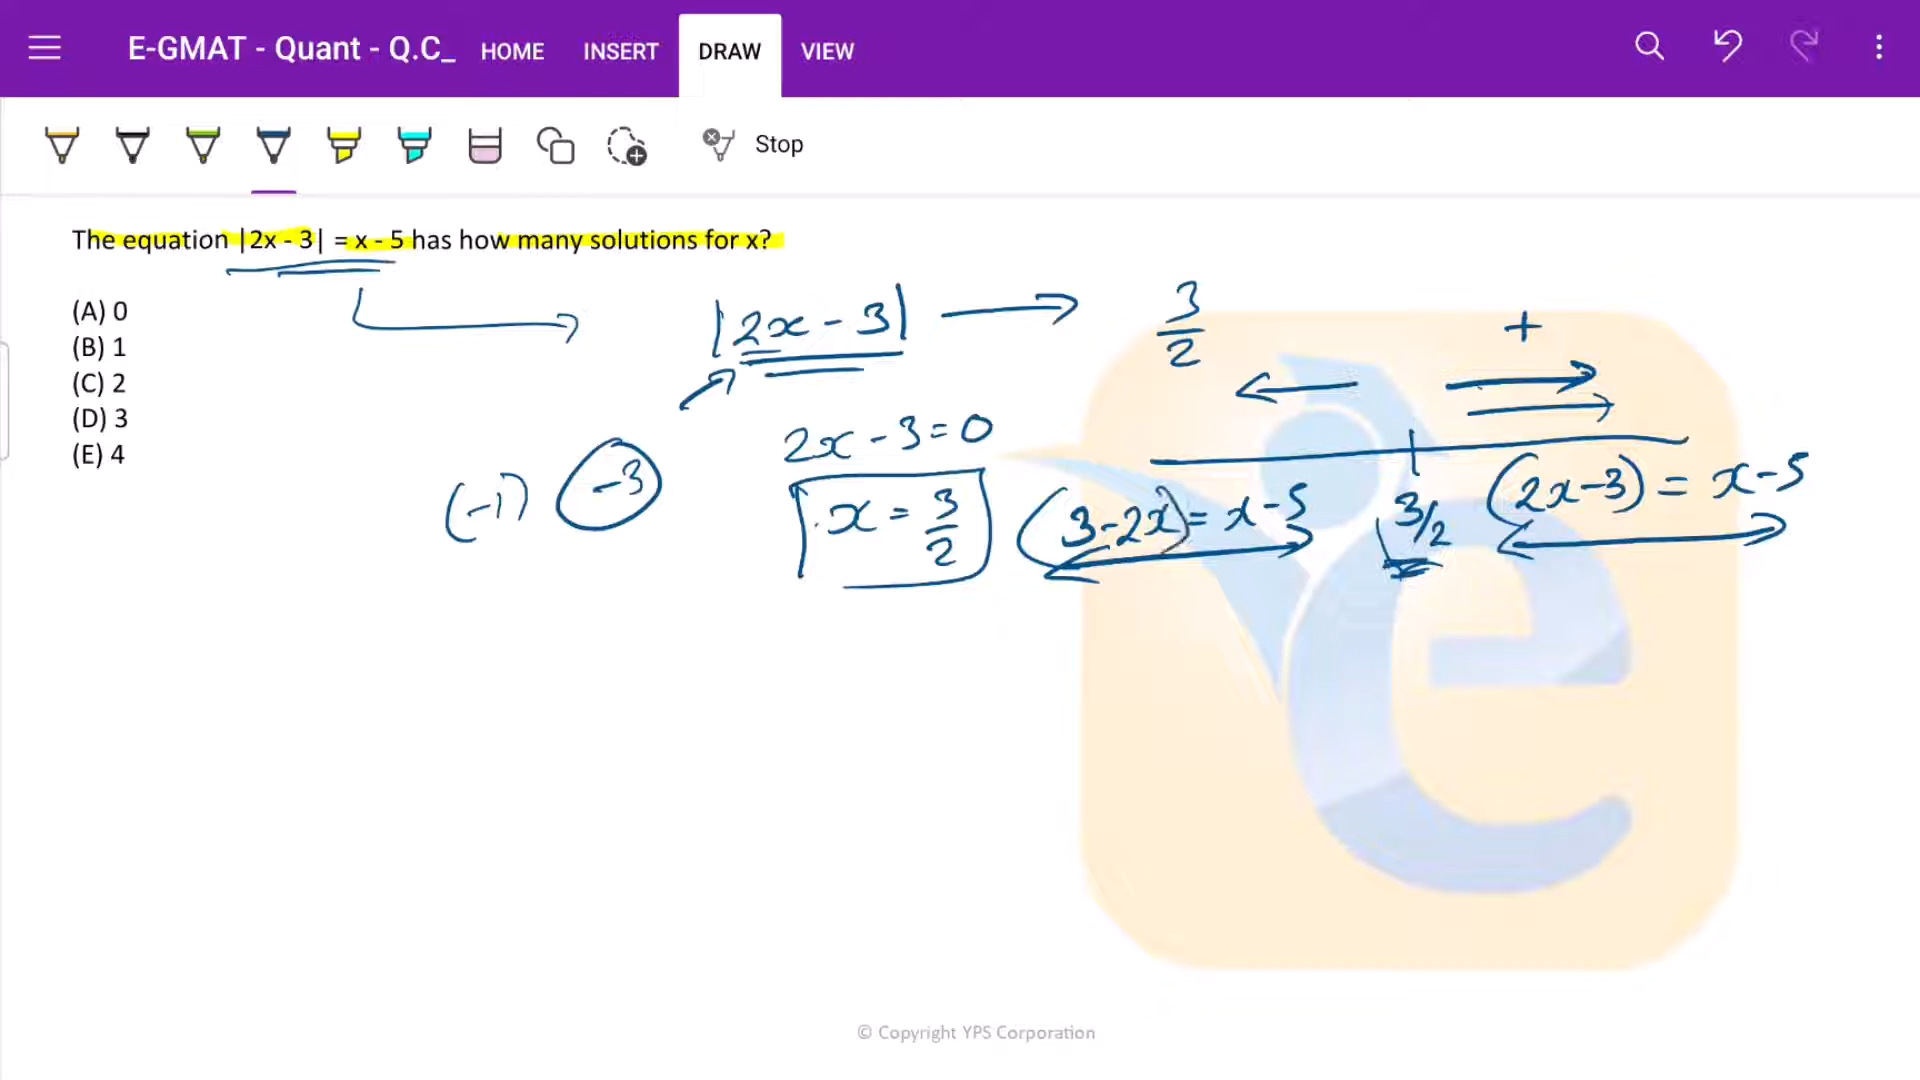 E-GMAT - Quant - Q.C_ HOME INSERT DRAW VIEW
Stop
The equation |2x - 3| = x - 5 has how many solutions for x?
(A) 0
(B) 1
(C) 2
(D) 3
(E) 4
|2x - 3| → 3/2
+
2x - 3 = 0
(-1) -3
x = 3/2
(3 - 2x) = x - 5
3/2
(2x - 3) = x - 5
© Copyright YPS Corporation